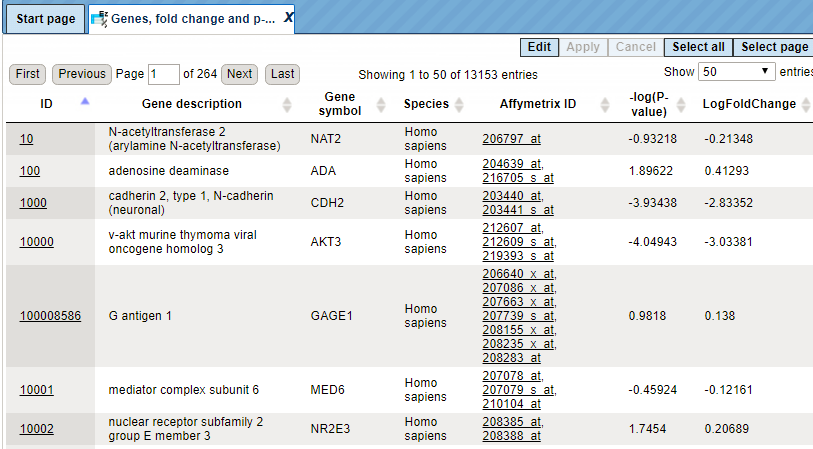 Start page
Genes, fold change and p-... X
Edit Apply Cancel Select all Select page
First Previous Page 1 of 264 Next Last Showing 1 to 50 of 13153 entries Show 50 entries
ID Gene description Gene symbol Species Affymetrix ID -log(P-value) LogFoldChange
10 N-acetyltransferase 2 (arylamine N-acetyltransferase) NAT2 Homo sapiens 206797_at -0.93218 -0.21348
100 adenosine deaminase ADA Homo sapiens 204639_at, 216705_s_at 1.89622 0.41293
1000 cadherin 2, type 1, N-cadherin (neuronal) CDH2 Homo sapiens 203440_at, 203441_s_at -3.93438 -2.83352
10000 v-akt murine thymoma viral oncogene homolog 3 AKT3 Homo sapiens 212607_at, 212609_s_at, 219393_s_at -4.04943 -3.03381
100008586 G antigen 1 GAGE1 Homo sapiens 206640_x_at, 207086_x_at, 207663_x_at, 207739_s_at, 208155_x_at, 208235_x_at, 208283_at 0.9818 0.138
10001 mediator complex subunit 6 MED6 Homo sapiens 207078_at, 207079_s_at, 210104_at -0.45924 -0.12161
10002 nuclear receptor subfamily 2 group E member 3 NR2E3 Homo sapiens 208385_at, 208388_at 1.7454 0.20689